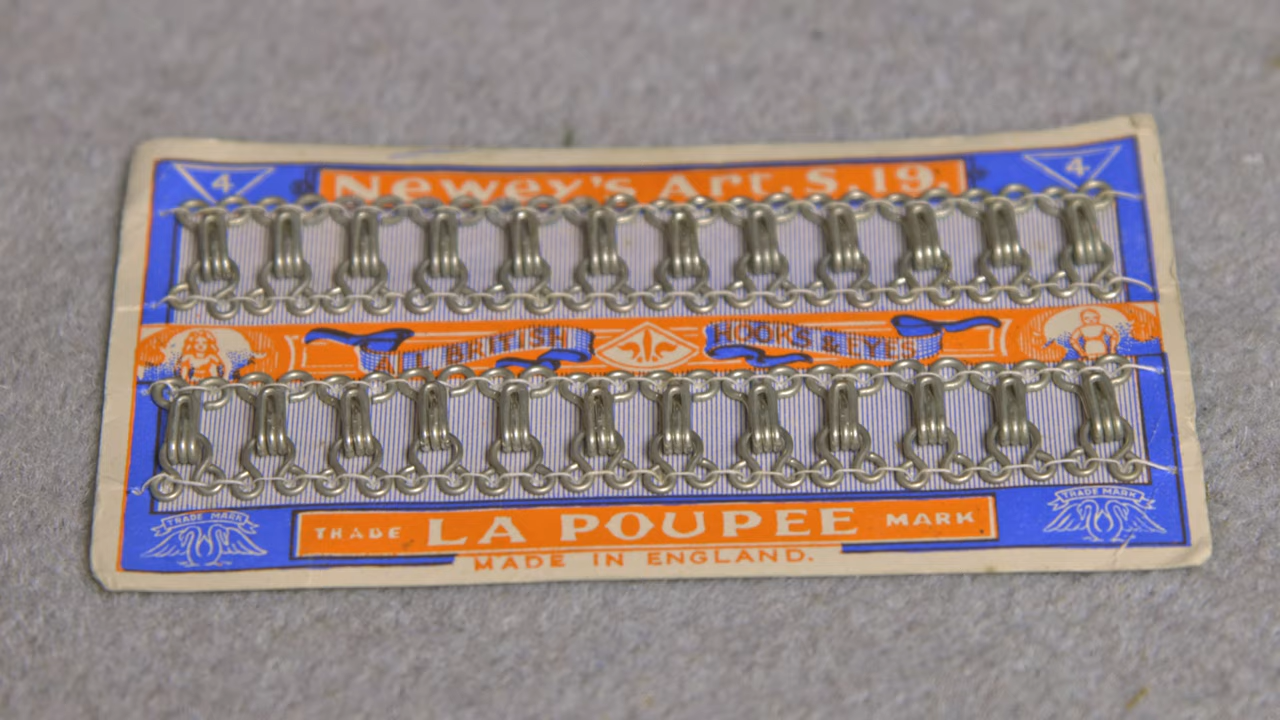 4
Newey's Art. S. 19.
4
ALL BRITISH
HOOKS & EYES
TRADE MARK
THADE LA POUPEE MARK
TRADE MARK
MADE IN ENGLAND.